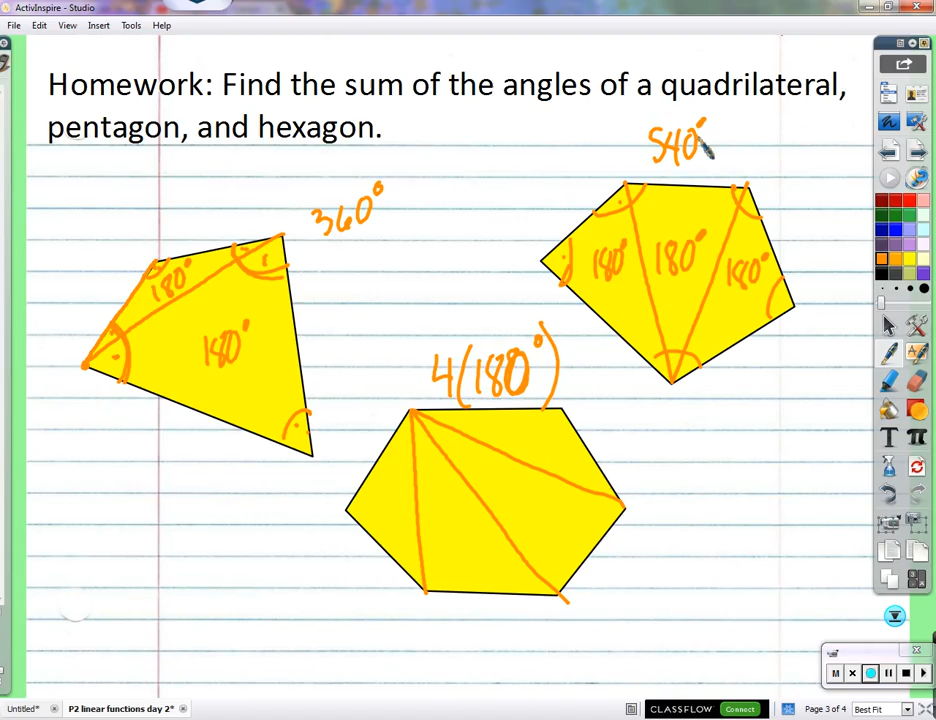 ActivInspire - Studio
File Edit View Insert Tools Help
Homework: Find the sum of the angles of a quadrilateral,
pentagon, and hexagon.
540°
360°
180°
180°
180°
180°
180°
4(180°)
M
Untitled*
P2 linear functions day 2*
CLASSFLOW Connect
Page 3 of 4
Best Fit